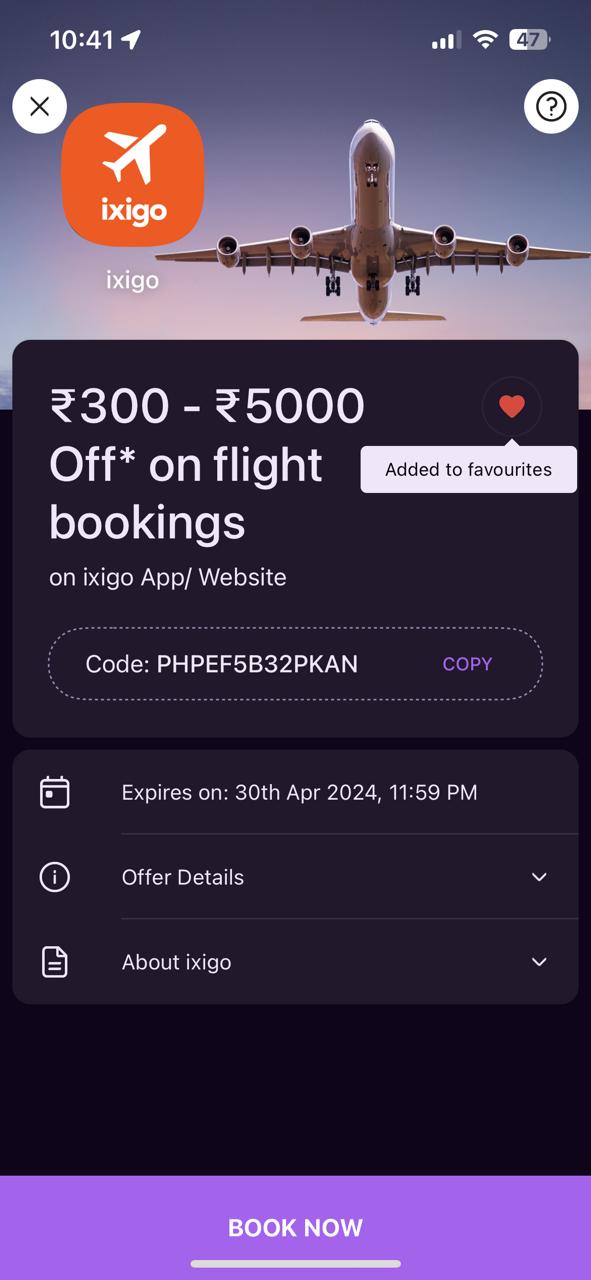 10:41
47
ixigo
ixigo
₹300 - ₹5000
Off* on flight
bookings
Added to favourites
on ixigo App/ Website
Code: PHPEF5B32PKAN
COPY
Expires on: 30th Apr 2024, 11:59 PM
Offer Details
About ixigo
BOOK NOW